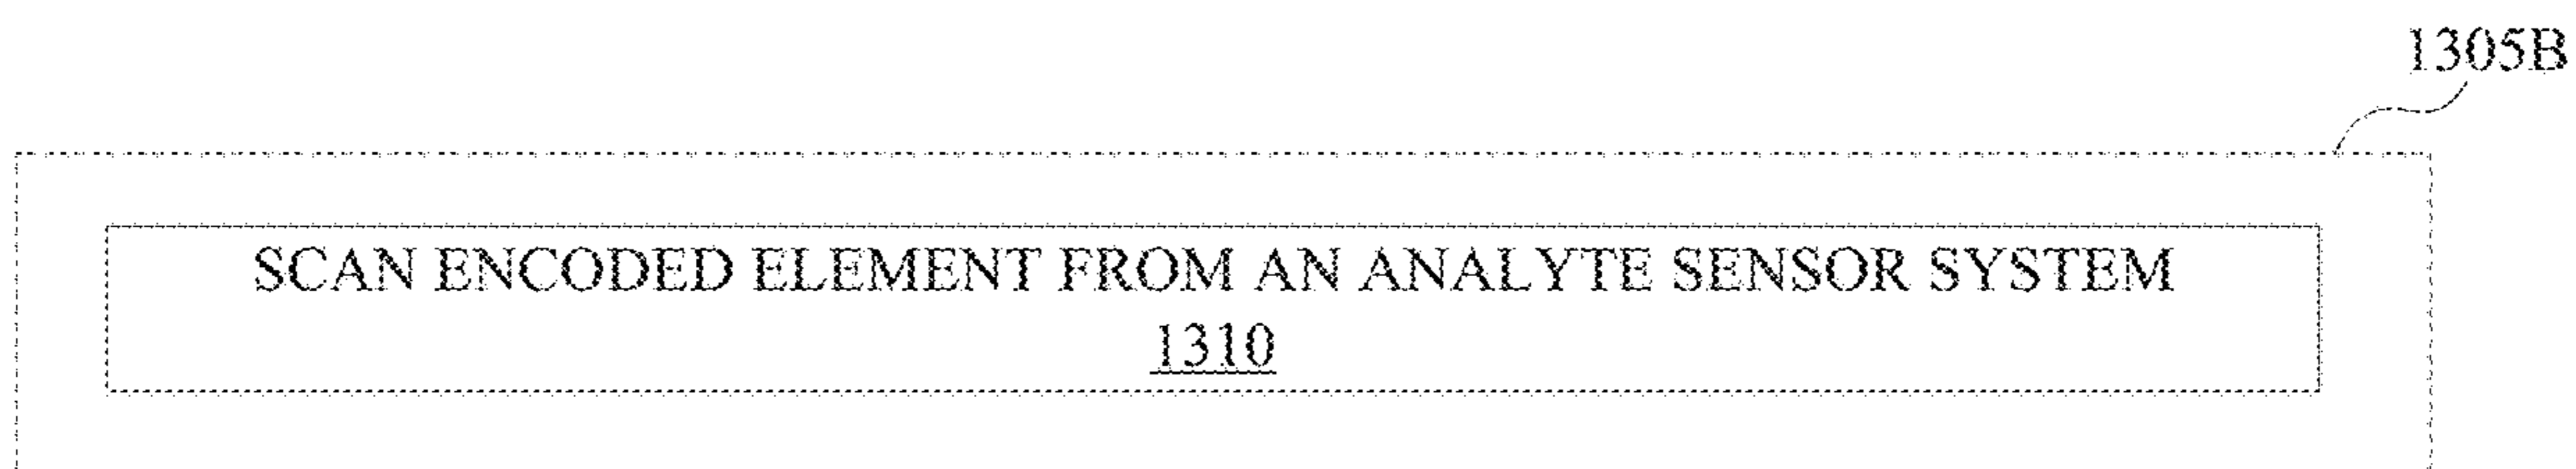 1305B
SCAN ENCODED ELEMENT FROM AN ANALYTE SENSOR SYSTEM
1310